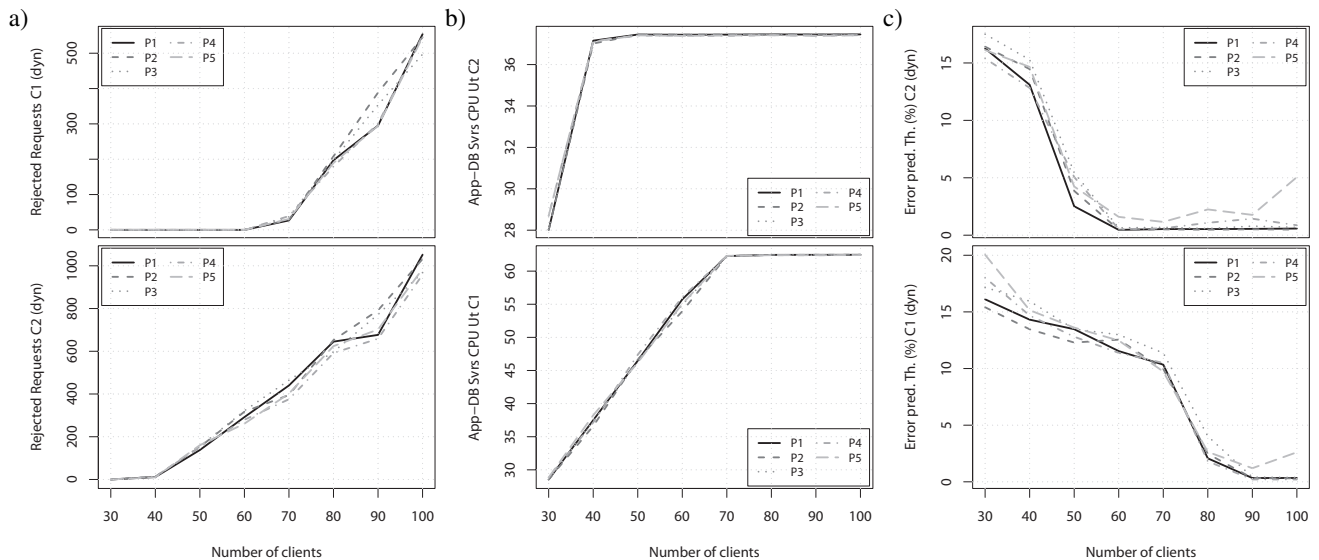 a)
Rejected Requests C1 (dyn)
0 100 300 500
P1 P4
P2 P5
P3
Rejected Requests C2 (dyn)
0 200 400 600 800 1000
P1 P4
P2 P5
P3
30 40 50 60 70 80 90 100
Number of clients
b)
App−DB Svrs CPU Ut C2
28 30 32 34 36
P1 P4
P2 P5
P3
App−DB Svrs CPU Ut C1
30 35 40 45 50 55 60
P1 P4
P2 P5
P3
30 40 50 60 70 80 90 100
Number of clients
c)
Error pred. Th. (%) C2 (dyn)
0 5 10 15
P1 P4
P2 P5
P3
Error pred. Th. (%) C1 (dyn)
0 5 10 15 20
P1 P4
P2 P5
P3
30 40 50 60 70 80 90 100
Number of clients